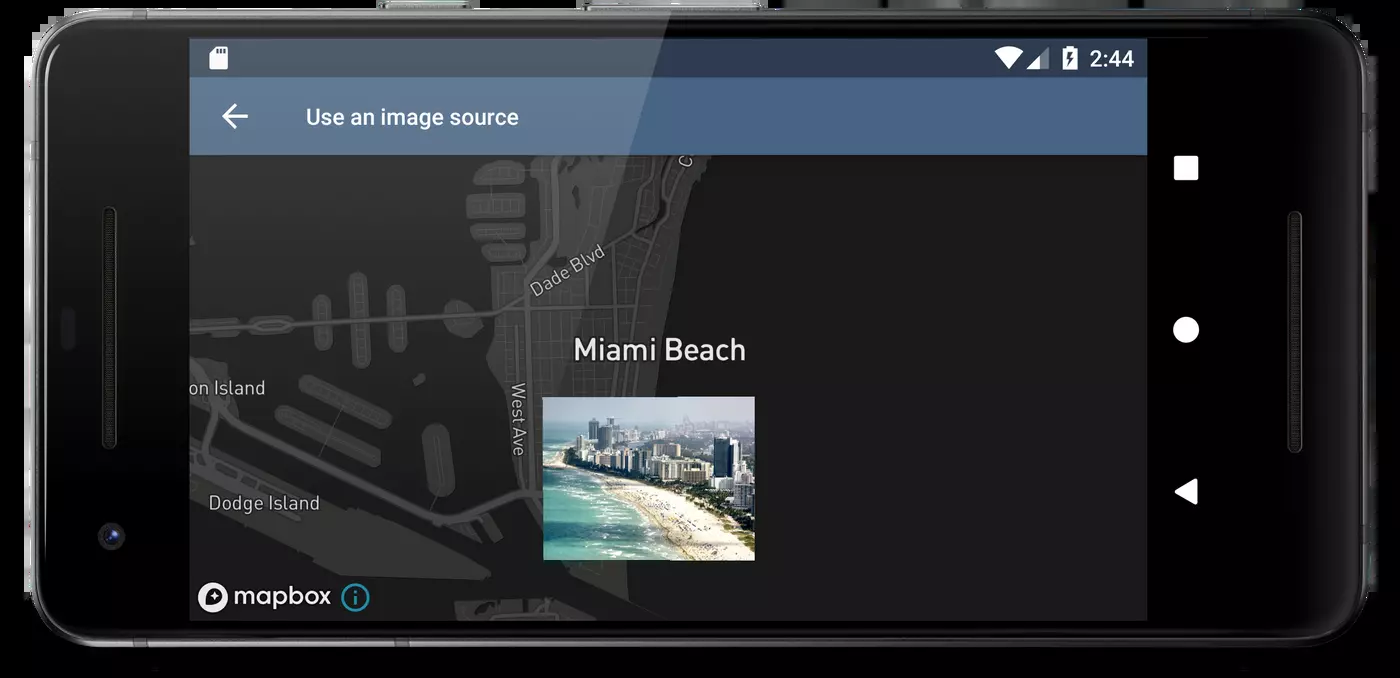 2:44
Use an image source
C
Dade Blvd
Miami Beach
on Island
West Ave
Dodge Island
mapbox